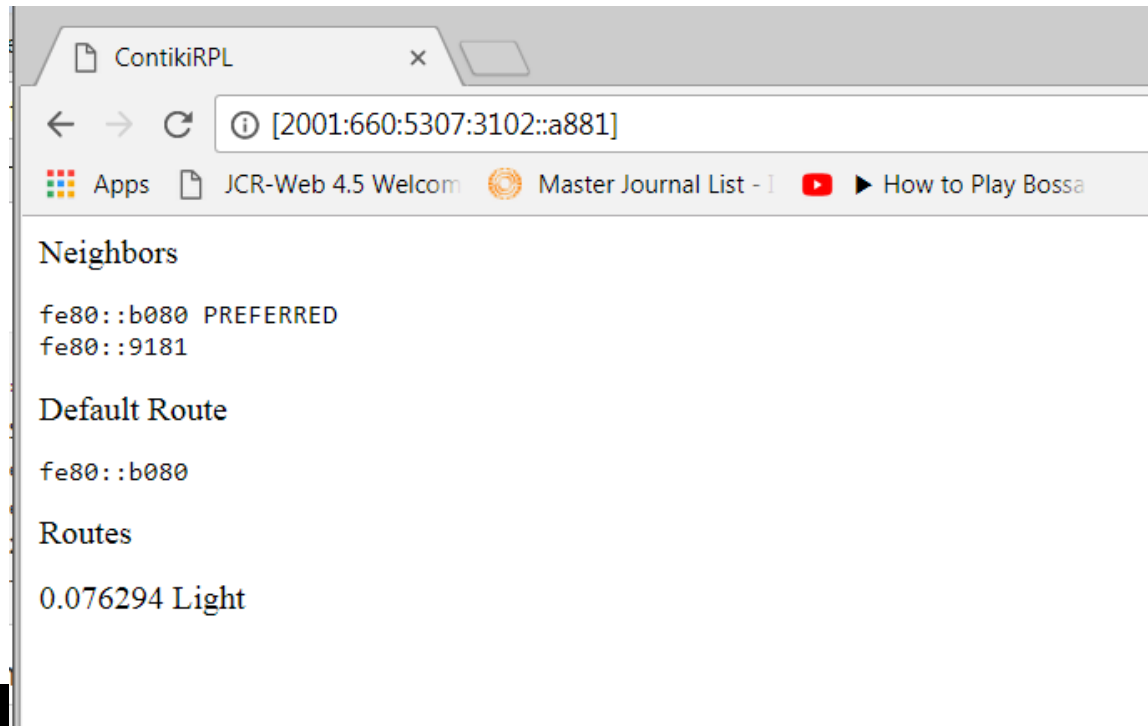 ContikiRPL
[2001:660:5307:3102::a881]
Apps JCR-Web 4.5 Welcom Master Journal List - I ▶ How to Play Bossa
Neighbors
fe80::b080 PREFERRED
fe80::9181
Default Route
fe80::b080
Routes
0.076294 Light